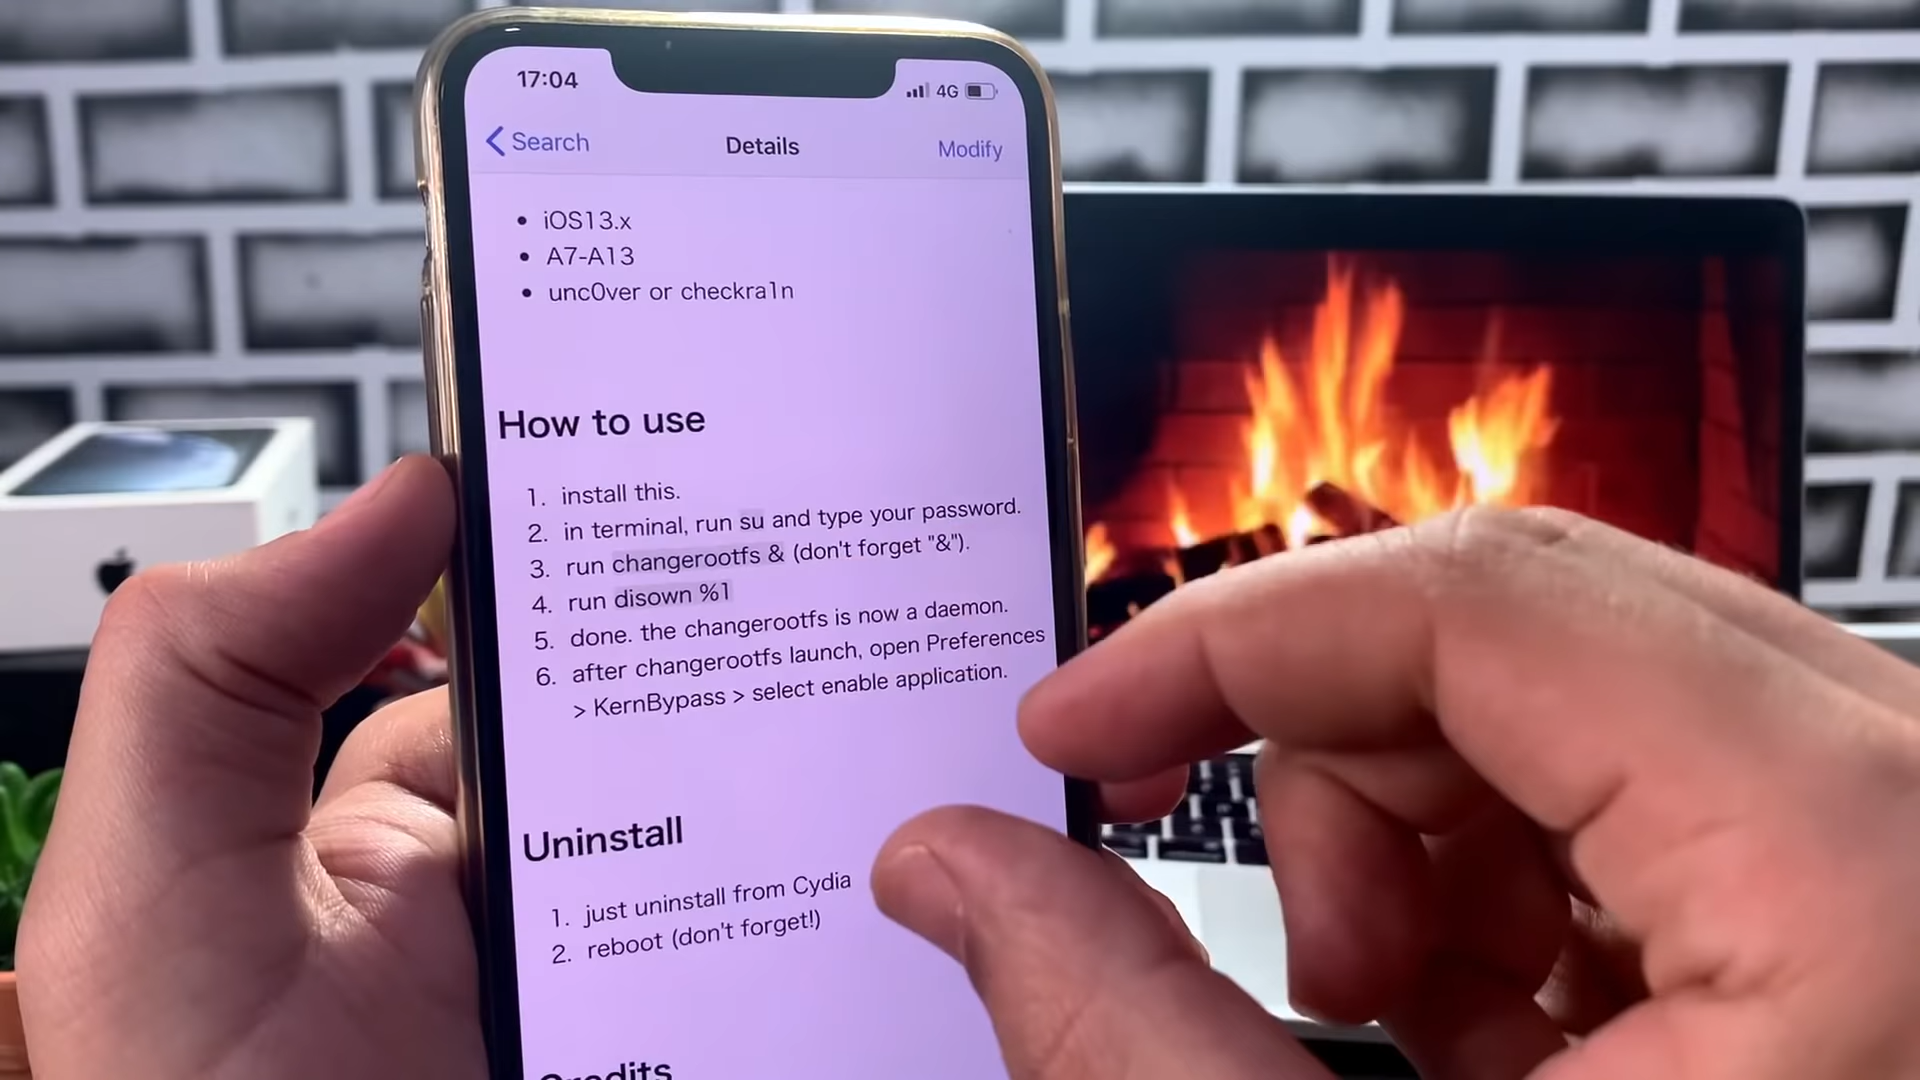 17:04
4G
Search
Details
Modify
• iOS13.x
• A7-A13
• unc0ver or checkra1n
How to use
1. install this.
2. in terminal, run su and type your password.
3. run changerootfs & (don't forget "&").
4. run disown %1
5. done. the changerootfs is now a daemon.
6. after changerootfs launch, open Preferences
> KernBypass > select enable application.
Uninstall
1. just uninstall from Cydia
2. reboot (don't forget!)
Credits